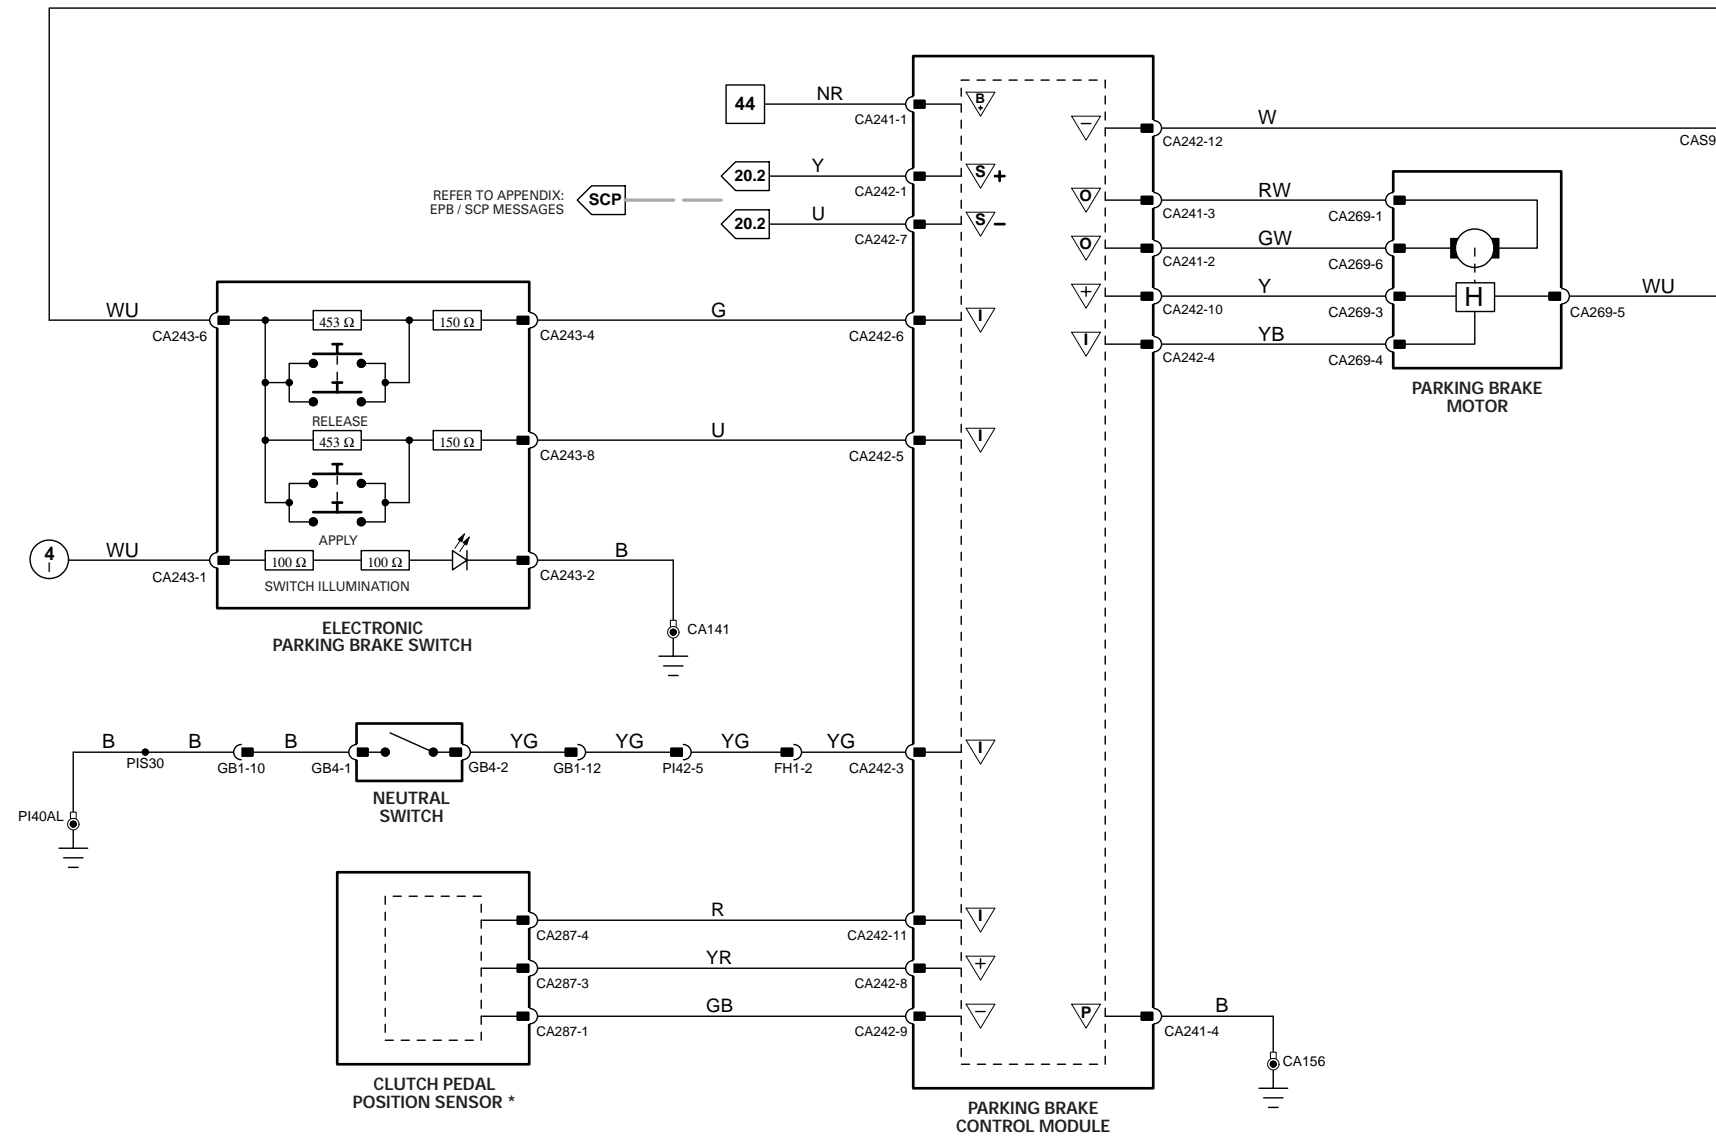 44
NR
CA241-1
B
+
–
CA242-12
W
CAS9
20.2
Y
CA242-1
S
+
REFER TO APPENDIX:
EPB / SCP MESSAGES
SCP
20.2
U
CA242-7
S
–
O
CA241-3
RW
CA269-1
O
CA241-2
GW
CA269-6
+
CA242-10
Y
CA269-3
H
CA269-5
WU
I
CA242-4
YB
CA269-4
PARKING BRAKE
MOTOR
WU
CA243-6
453 Ω
150 Ω
CA243-4
G
CA242-6
I
RELEASE
453 Ω
150 Ω
CA243-8
U
CA242-5
I
APPLY
4
I
WU
CA243-1
100 Ω
100 Ω
CA243-2
B
SWITCH ILLUMINATION
CA141
ELECTRONIC
PARKING BRAKE SWITCH
B
PIS30
B
GB1-10
B
GB4-1
GB4-2
YG
GB1-12
YG
PI42-5
YG
FH1-2
YG
CA242-3
I
NEUTRAL
SWITCH
PI40AL
CA287-4
R
CA242-11
I
CA287-3
YR
CA242-8
+
CA287-1
GB
CA242-9
–
P
CA241-4
B
CA156
CLUTCH PEDAL
POSITION SENSOR *
PARKING BRAKE
CONTROL MODULE